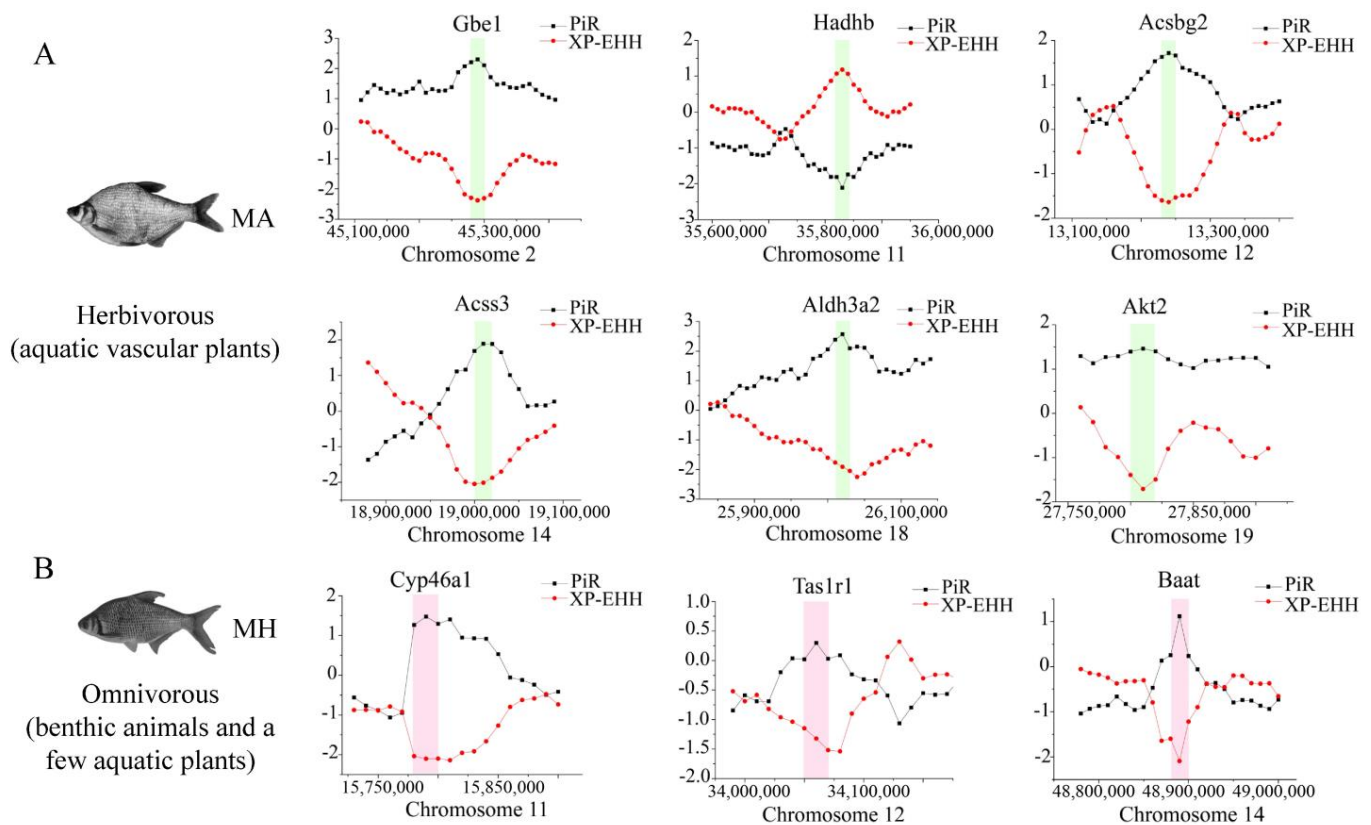 A
MA
Herbivorous
(aquatic vascular plants)
Gbe1
PiR
XP-EHH
3
2
1
0
-1
-2
3
45,100,000
45,300,000
Chromosome 2
Hadhb
PiR
XP-EHH
2
1
0
-1
-2
-3
35,600,000
35,800,000
36,000,000
Chromosome 11
Acsbg2
PiR
XP-EHH
2
1
0
-1
-2
13,100,000
13,300,000
Chromosome 12
Acss3
PiR
XP-EHH
2
1
0
-1
-2
18,900,000
19,000,000
19,100,000
Chromosome 14
Aldh3a2
PiR
XP-EHH
3
2
1
0
-1
-2
-3
25,900,000
26,100,000
Chromosome 18
Akt2
PiR
XP-EHH
2
1
0
-1
-2
27,750,000
27,850,000
Chromosome 19
B
MH
Omnivorous
(benthic animals and a
few aquatic plants)
Cyp46a1
PiR
XP-EHH
2
1
0
-1
-2
15,750,000
15,850,000
Chromosome 11
Tas1r1
PiR
XP-EHH
1.0
0.5
0.0
-0.5
-1.0
-1.5
2.0
34,000,000
34,100,000
Chromosome 12
Baat
PiR
XP-EHH
2
1
0
-1
-2
48,800,000
48,900,000
49,000,000
Chromosome 14